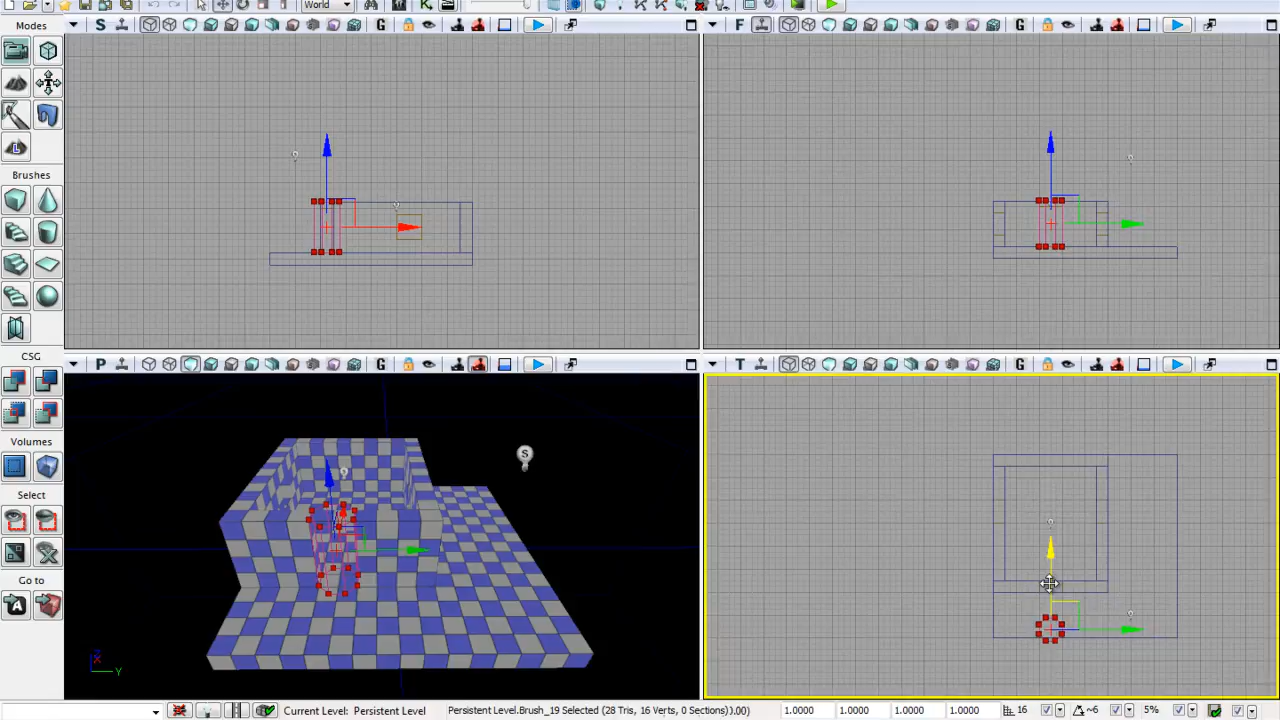 World
Modes
S
F
G
G
L
Brushes
CSG
P
T
G
G
Volumes
S
Select
Go to
A
Z
X
Y
Current Level: Persistent Level
Persistent Level.Brush_19 Selected (28 Tris, 16 Verts, 0 Sections)
.00)
1.0000
1.0000
1.0000
1.0000
16
~6
5%